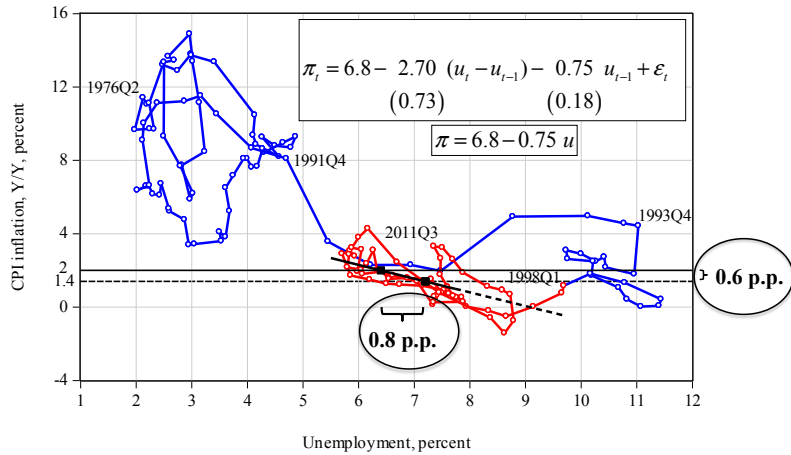 16
12
8
4
2
1.4
0
-4
1 2 3 4 5 6 7 8 9 10 11 12
CPI inflation, Y/Y, percent
Unemployment, percent
π_t = 6.8 − 2.70 (u_t − u_{t−1}) − 0.75 u_{t−1} + ε_t
(0.73) (0.18)
π = 6.8 − 0.75 u
1976Q2
1991Q4
2011Q3
1993Q4
1998Q1
0.6 p.p.
0.8 p.p.